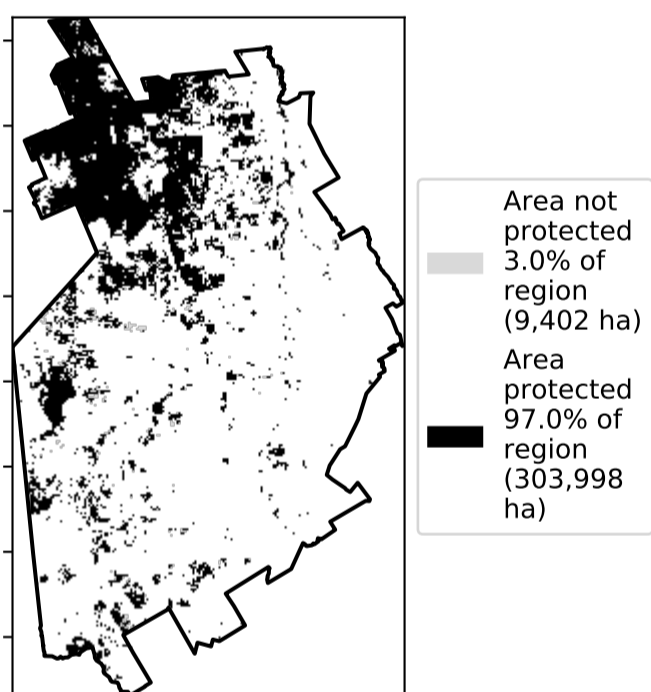 Area not
protected
3.0% of
region
(9,402 ha)
Area
protected
97.0% of
region
(303,998
ha)